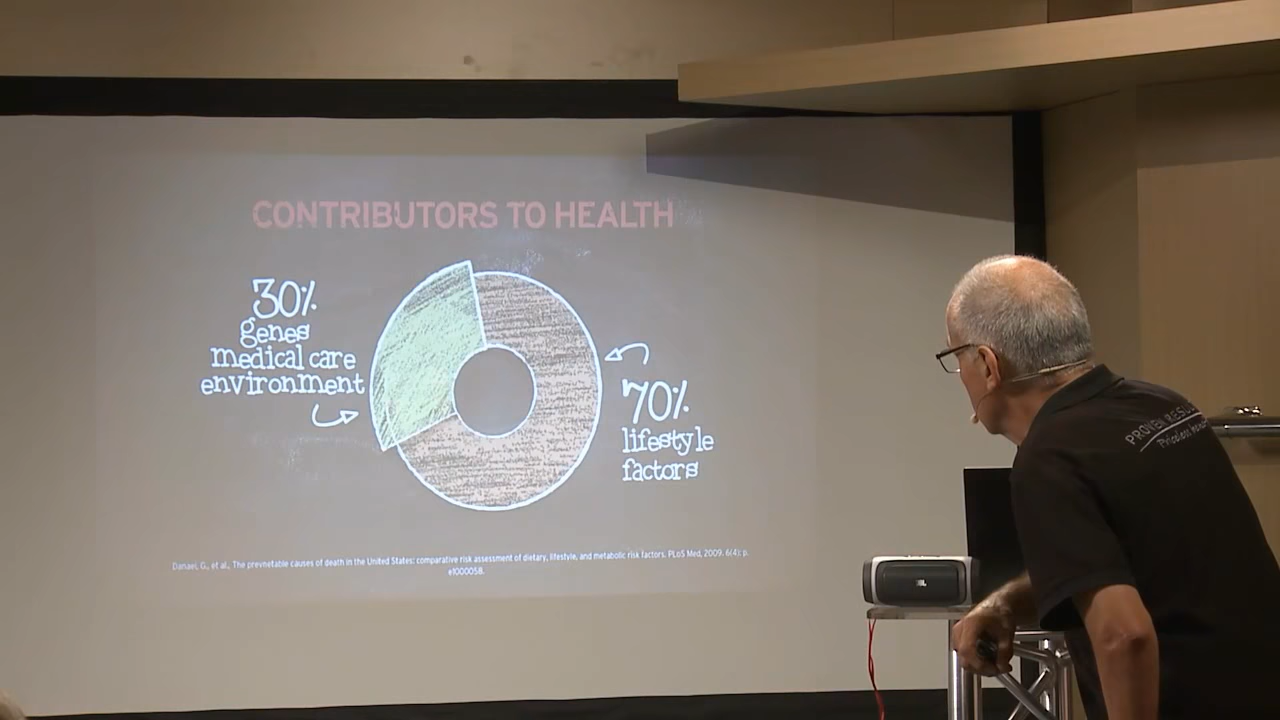 CONTRIBUTORS TO HEALTH
30%
genes
medical care
environment
70%
lifestyle
factors
Danaei, G., et al., The prevnetable causes of death in the United States: comparative risk assessment of dietary, lifestyle, and metabolic risk factors. PLoS Med, 2009. 6(4): p.
e1000058.
JBL
PROVEN